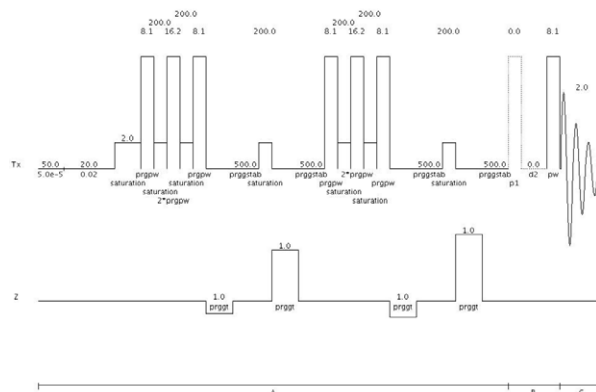 200.0 200.0
200.0 200.0
8.1 16.2 8.1 200.0 8.1 16.2 8.1 200.0 0.0 8.1
2.0
2.0
Tx 50.0 20.0 500.0 500.0 500.0 500.0 0.0
5.0e-5 0.02 prgpw prgpw prggstab prggstab 2*prgpw prggstab prggstab d2 pw
saturation saturation saturation prgpw prgpw saturation p1
saturation saturation saturation
2*prgpw
1.0
1.0
Z 1.0 1.0
prggt prggt prggt prggt
A B C